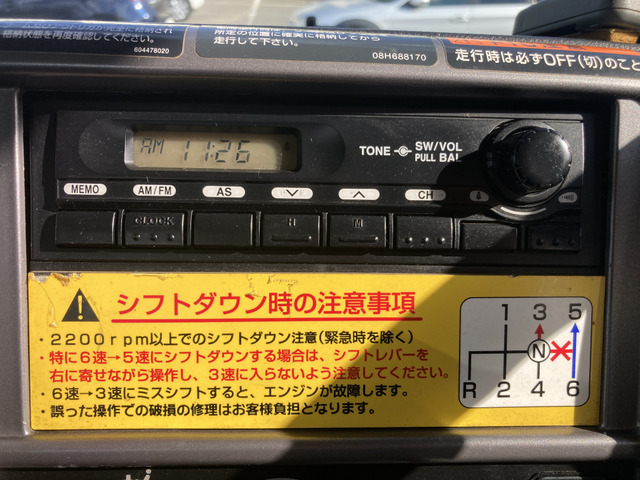 格納状態を再度確認してください。
604478020
所定の位置に確実に格納してから
走行して下さい。
08H688170
走行時は必ずOFF(切)のこと
AM 11:26
TONE
SW/VOL
PULL BAL
MEMO AM/FM AS CH
CLOCK H M
シフトダウン時の注意事項
・2200rpm以上でのシフトダウン注意(緊急時を除く)
・特に6速→5速にシフトダウンする場合は、シフトレバーを
右に寄せながら操作し、3速に入らないよう注意してください。
・6速→3速にミスシフトすると、エンジンが故障します。
・誤った操作での破損の修理はお客様負担となります。
1 3 5
N
R 2 4 6